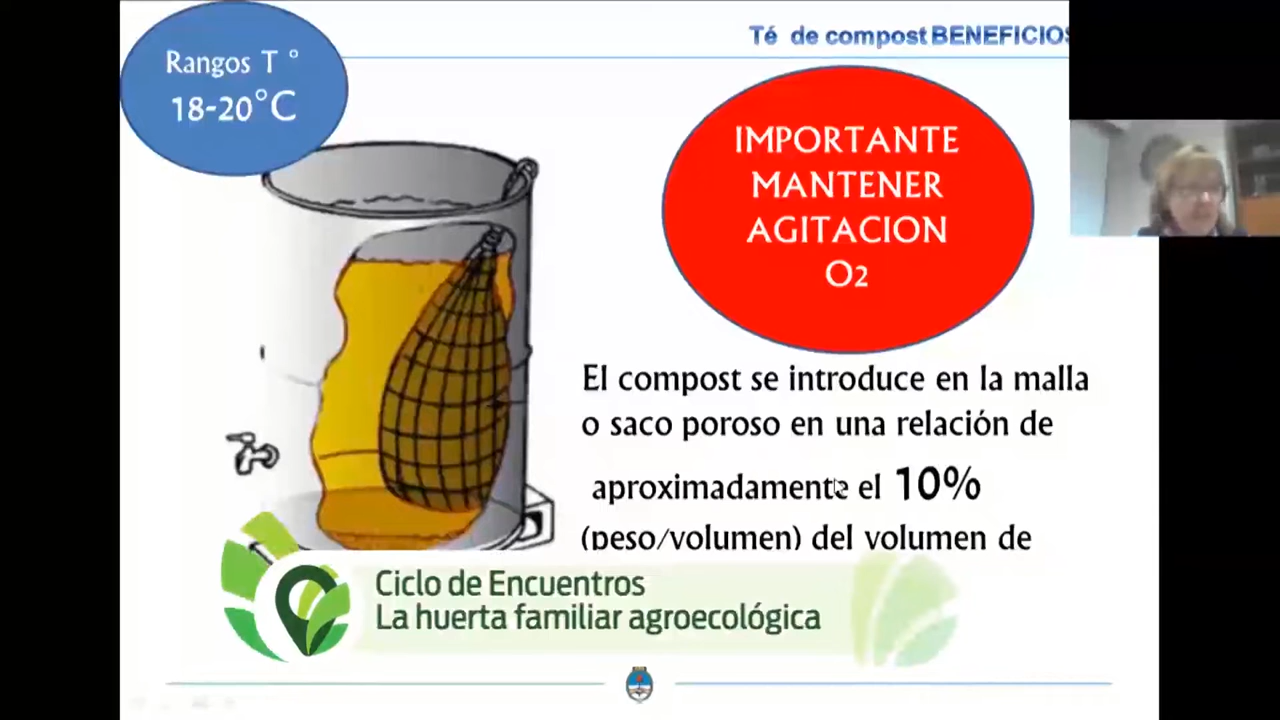 Rangos T °
18-20°C
Té de compost BENEFICIOS
IMPORTANTE
MANTENER
AGITACION
O2
El compost se introduce en la malla
o saco poroso en una relación de
aproximadamente el 10%
(peso/volumen) del volumen de
Ciclo de Encuentros
La huerta familiar agroecológica